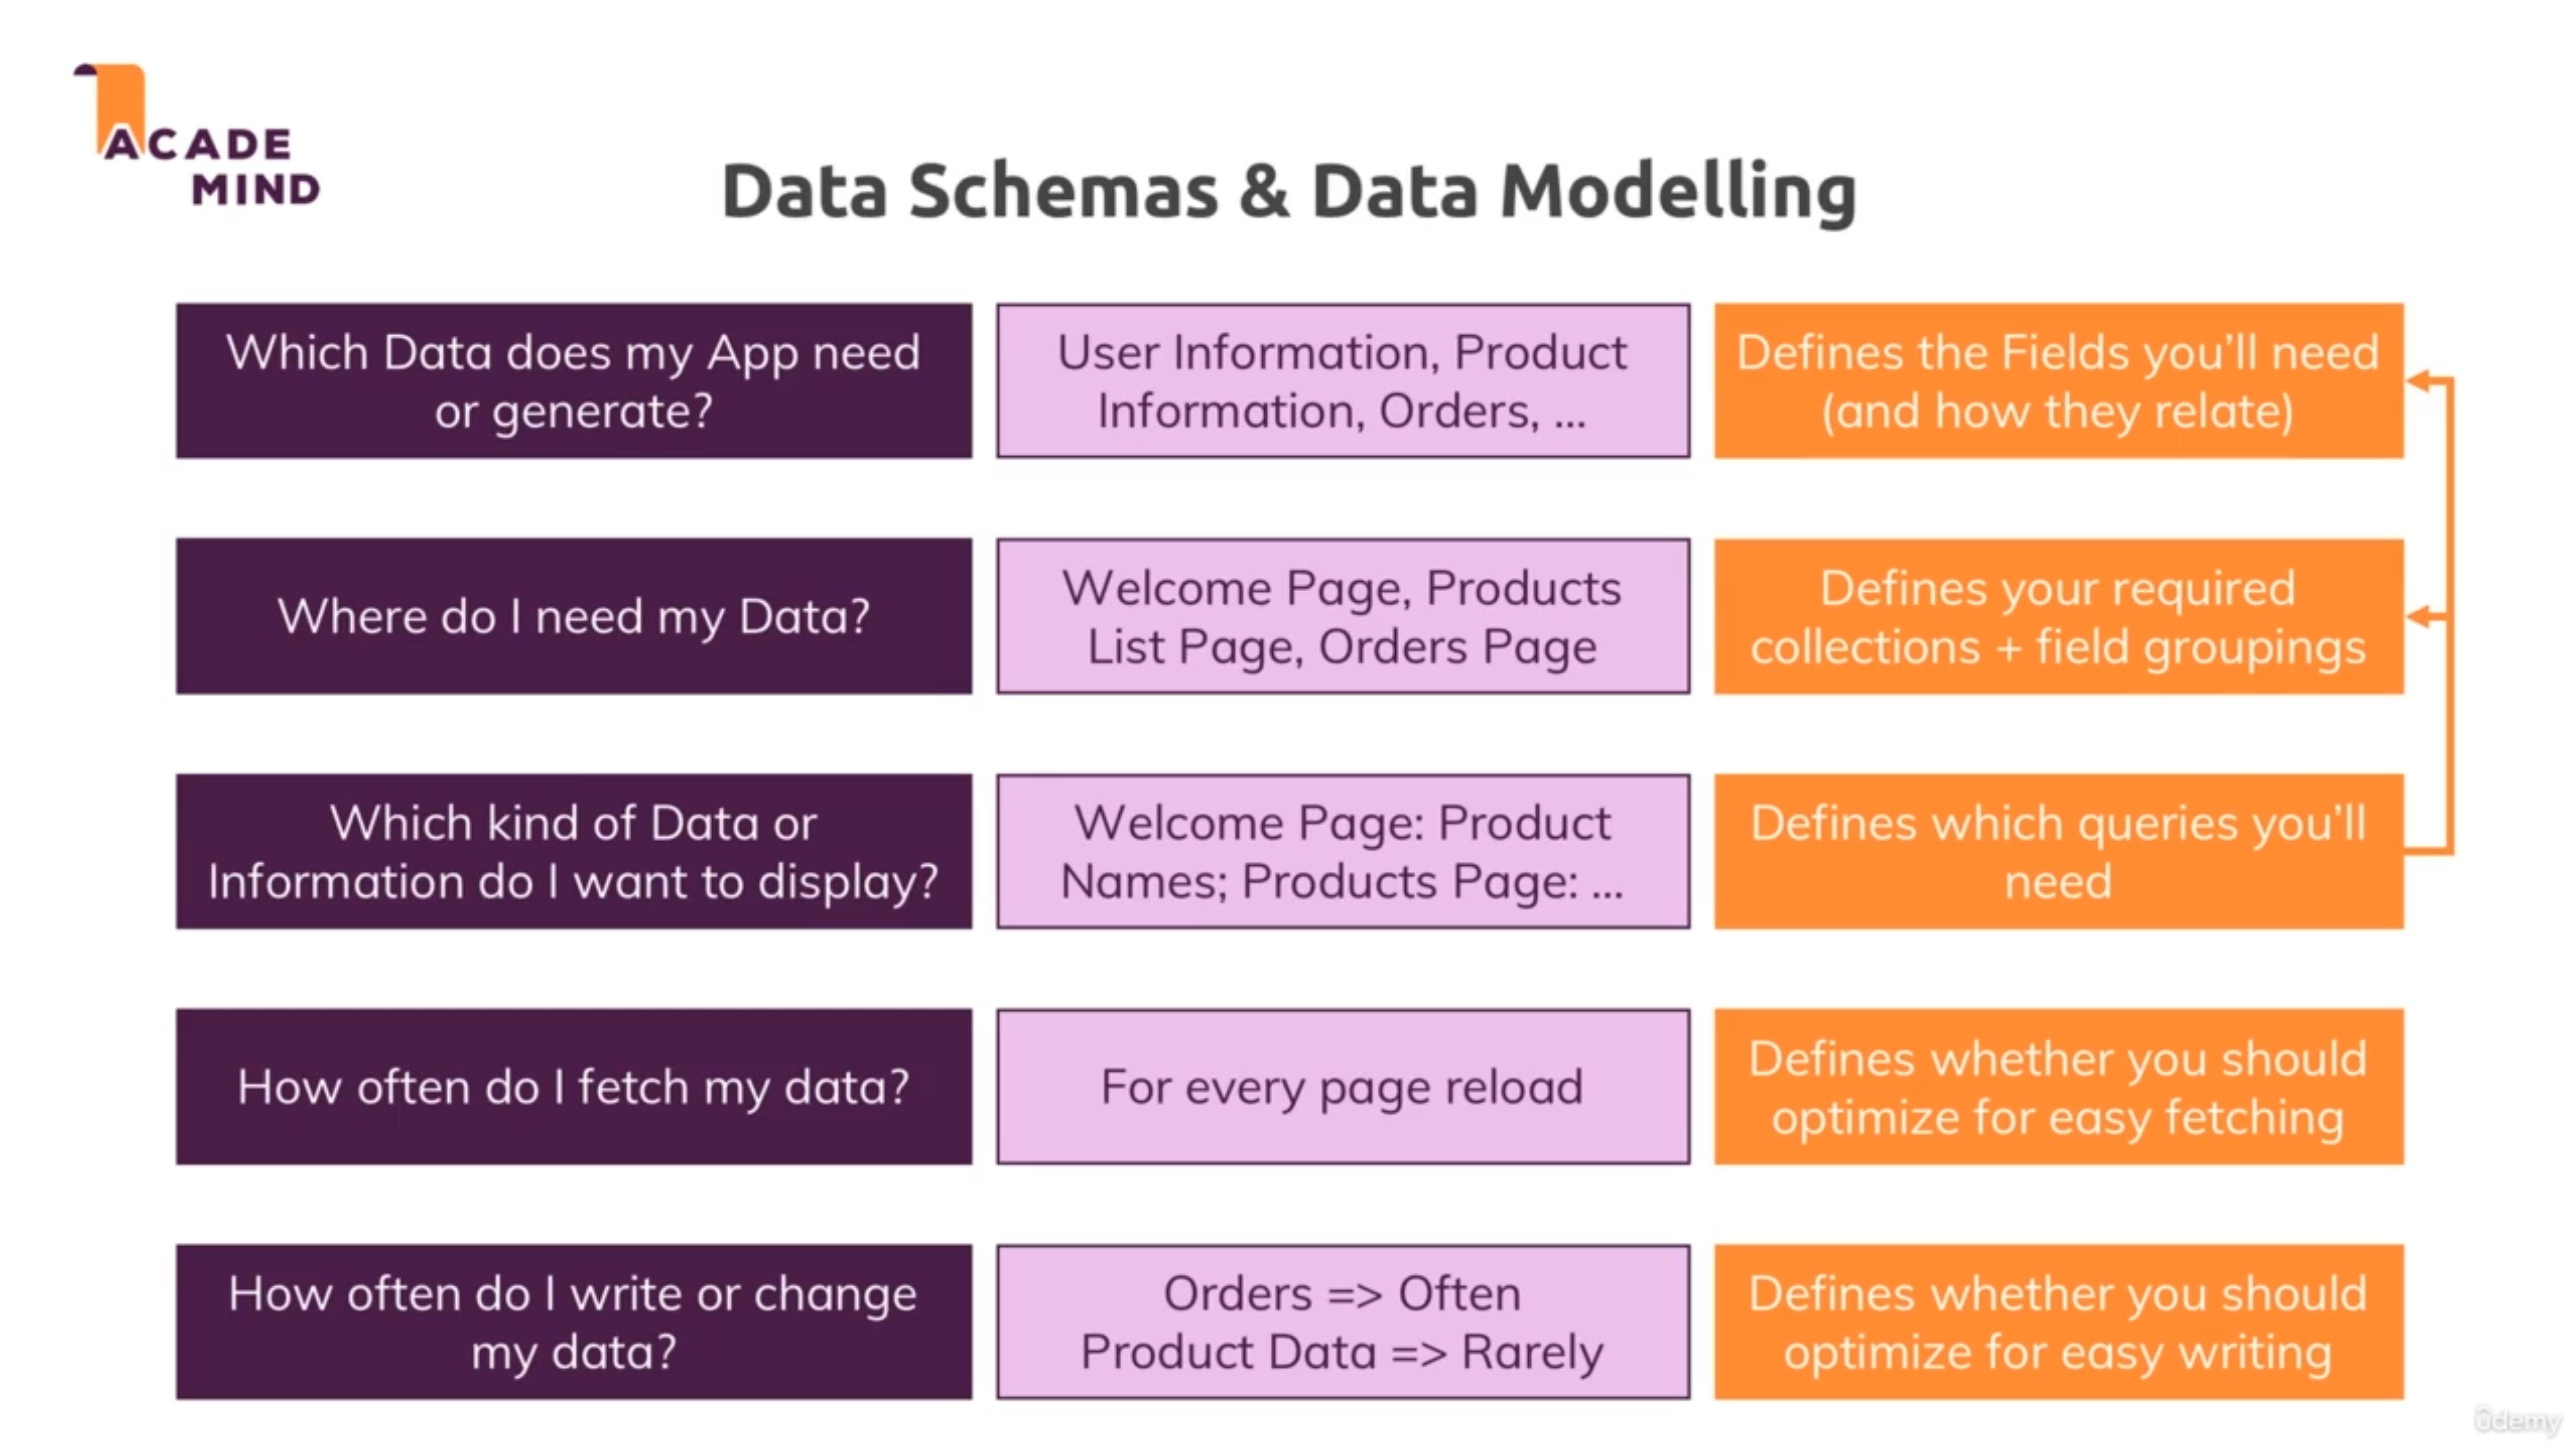 ACADE
MIND
Data Schemas & Data Modelling
Which Data does my App need
or generate?
User Information, Product
Information, Orders, ...
Defines the Fields you'll need
(and how they relate)
Where do I need my Data?
Welcome Page, Products
List Page, Orders Page
Defines your required
collections + field groupings
Which kind of Data or
Information do I want to display?
Welcome Page: Product
Names; Products Page: ...
Defines which queries you'll
need
How often do I fetch my data?
For every page reload
Defines whether you should
optimize for easy fetching
How often do I write or change
my data?
Orders => Often
Product Data => Rarely
Defines whether you should
optimize for easy writing
ûdemy